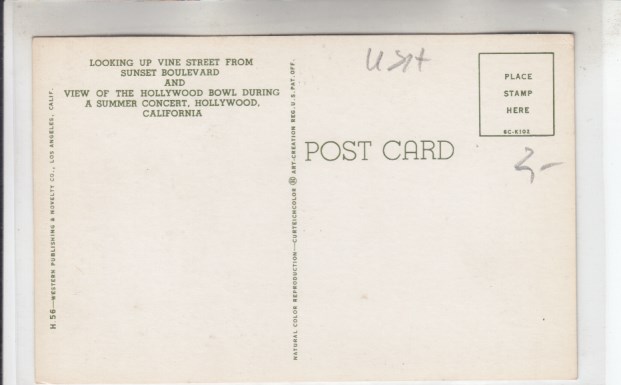 LOOKING UP VINE STREET FROM
SUNSET BOULEVARD
AND
VIEW OF THE HOLLYWOOD BOWL DURING
A SUMMER CONCERT, HOLLYWOOD,
CALIFORNIA
H 56—WESTERN PUBLISHING & NOVELTY CO., LOS ANGELES, CALIF.
NATURAL COLOR REPRODUCTION—CURTEICHCOLOR ® ART-CREATION REG. U.S. PAT. OFF.
USA
POST CARD
PLACE
STAMP
HERE